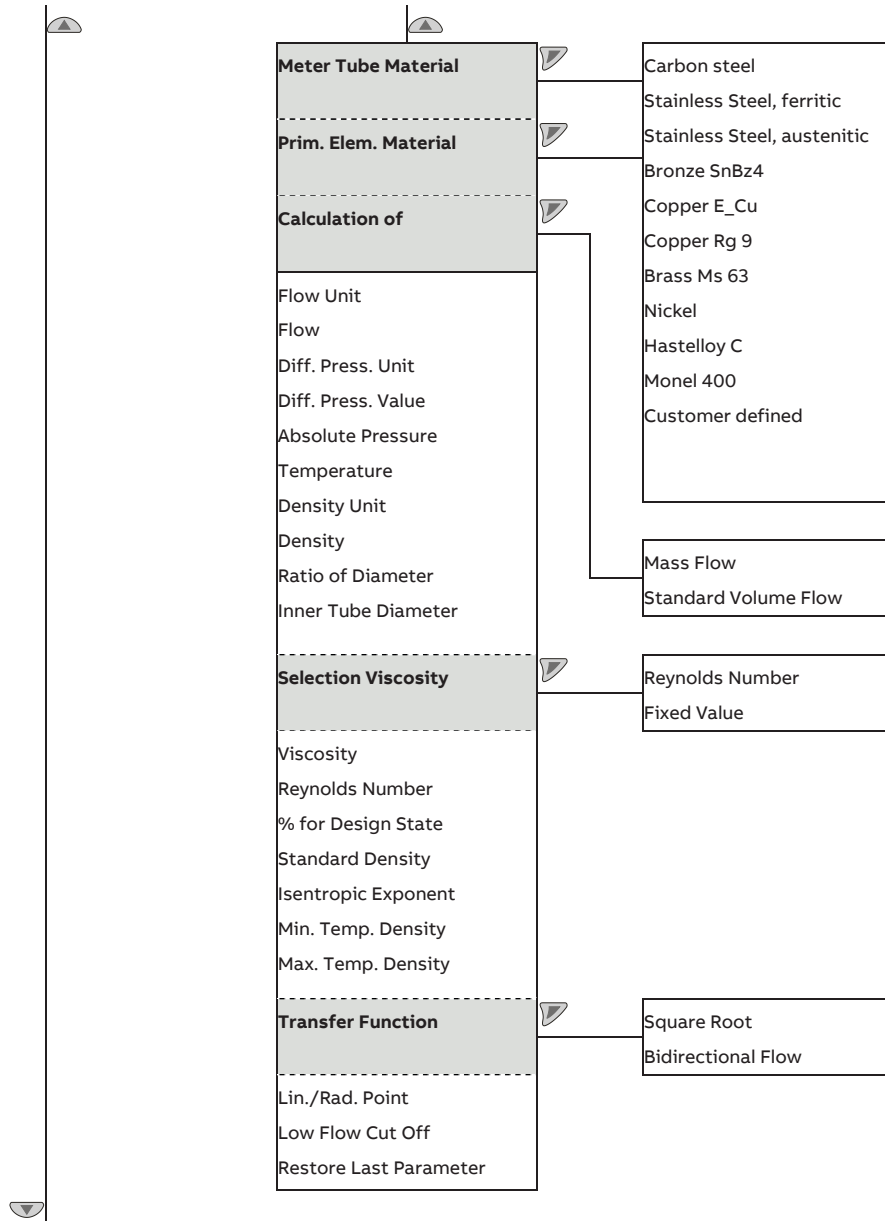 Meter Tube Material
Prim. Elem. Material
Calculation of
Flow Unit
Flow
Diff. Press. Unit
Diff. Press. Value
Absolute Pressure
Temperature
Density Unit
Density
Ratio of Diameter
Inner Tube Diameter
Selection Viscosity
Viscosity
Reynolds Number
% for Design State
Standard Density
Isentropic Exponent
Min. Temp. Density
Max. Temp. Density
Transfer Function
Lin./Rad. Point
Low Flow Cut Off
Restore Last Parameter
Carbon steel
Stainless Steel, ferritic
Stainless Steel, austenitic
Bronze SnBz4
Copper E_Cu
Copper Rg 9
Brass Ms 63
Nickel
Hastelloy C
Monel 400
Customer defined
Mass Flow
Standard Volume Flow
Reynolds Number
Fixed Value
Square Root
Bidirectional Flow